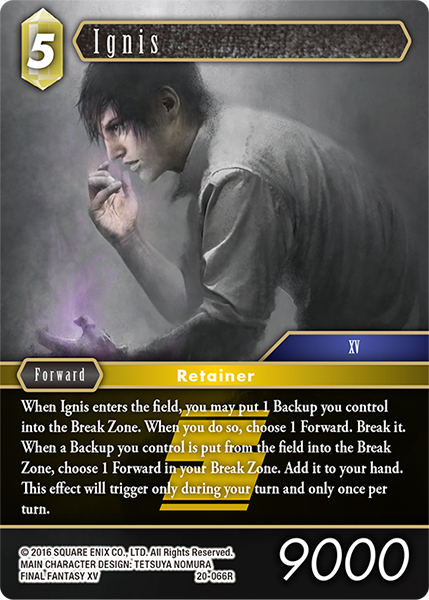 5
Ignis
XV
Forward
Retainer
When Ignis enters the field, you may put 1 Backup you control
into the Break Zone. When you do so, choose 1 Forward. Break it.
When a Backup you control is put from the field into the Break
Zone, choose 1 Forward in your Break Zone. Add it to your hand.
This effect will trigger only during your turn and only once per
turn.
© 2016 SQUARE ENIX CO., LTD. All Rights Reserved.
MAIN CHARACTER DESIGN: TETSUYA NOMURA
FINAL FANTASY XV
20-066R
9000